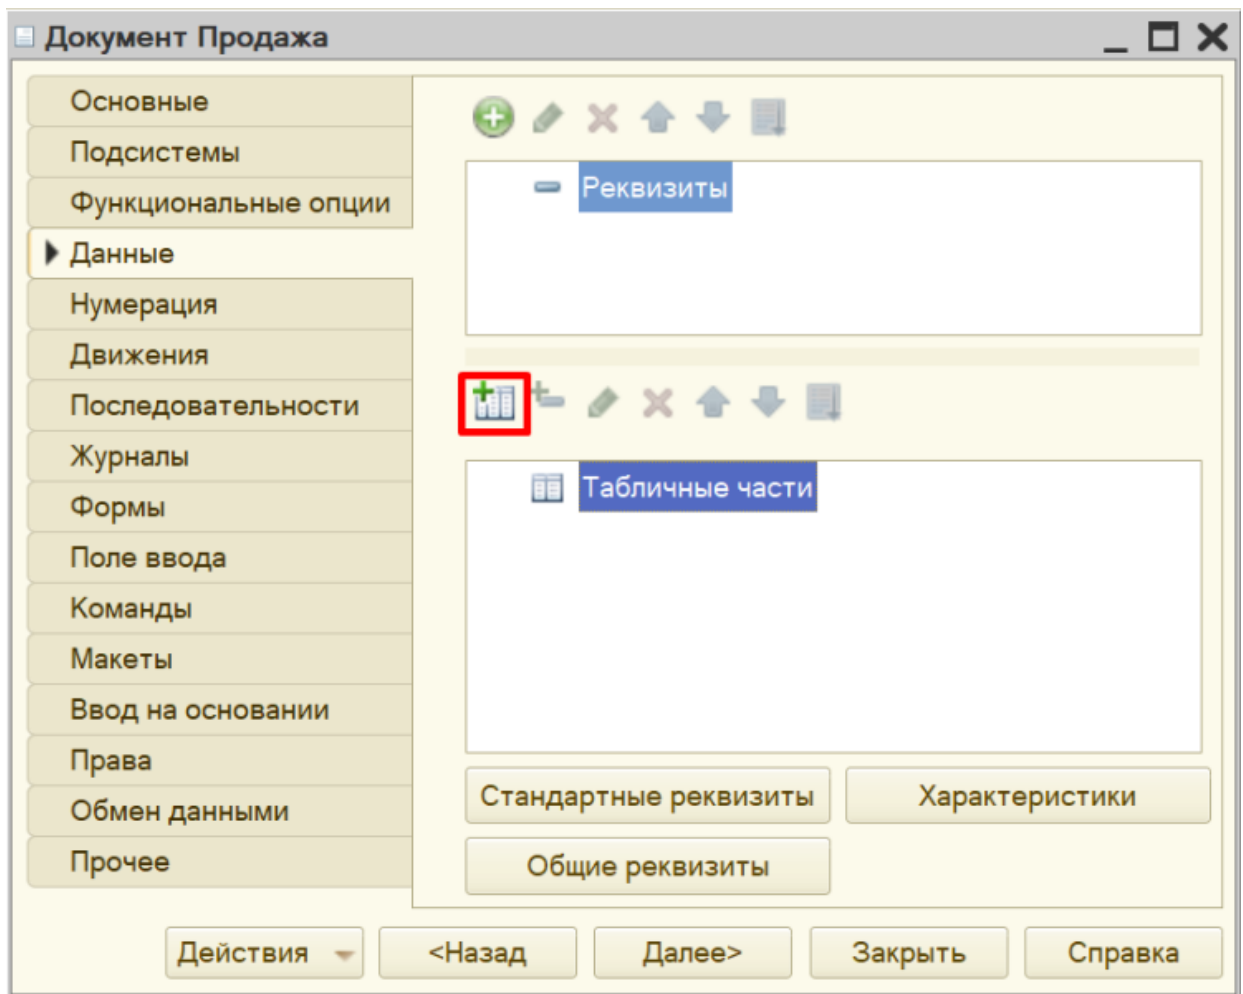 Документ Продажа
Основные
Подсистемы
Функциональные опции
Данные
Нумерация
Движения
Последовательности
Журналы
Формы
Поле ввода
Команды
Макеты
Ввод на основании
Права
Обмен данными
Прочее
Реквизиты
Табличные части
Стандартные реквизиты
Характеристики
Общие реквизиты
Действия
<Назад
Далее>
Закрыть
Справка